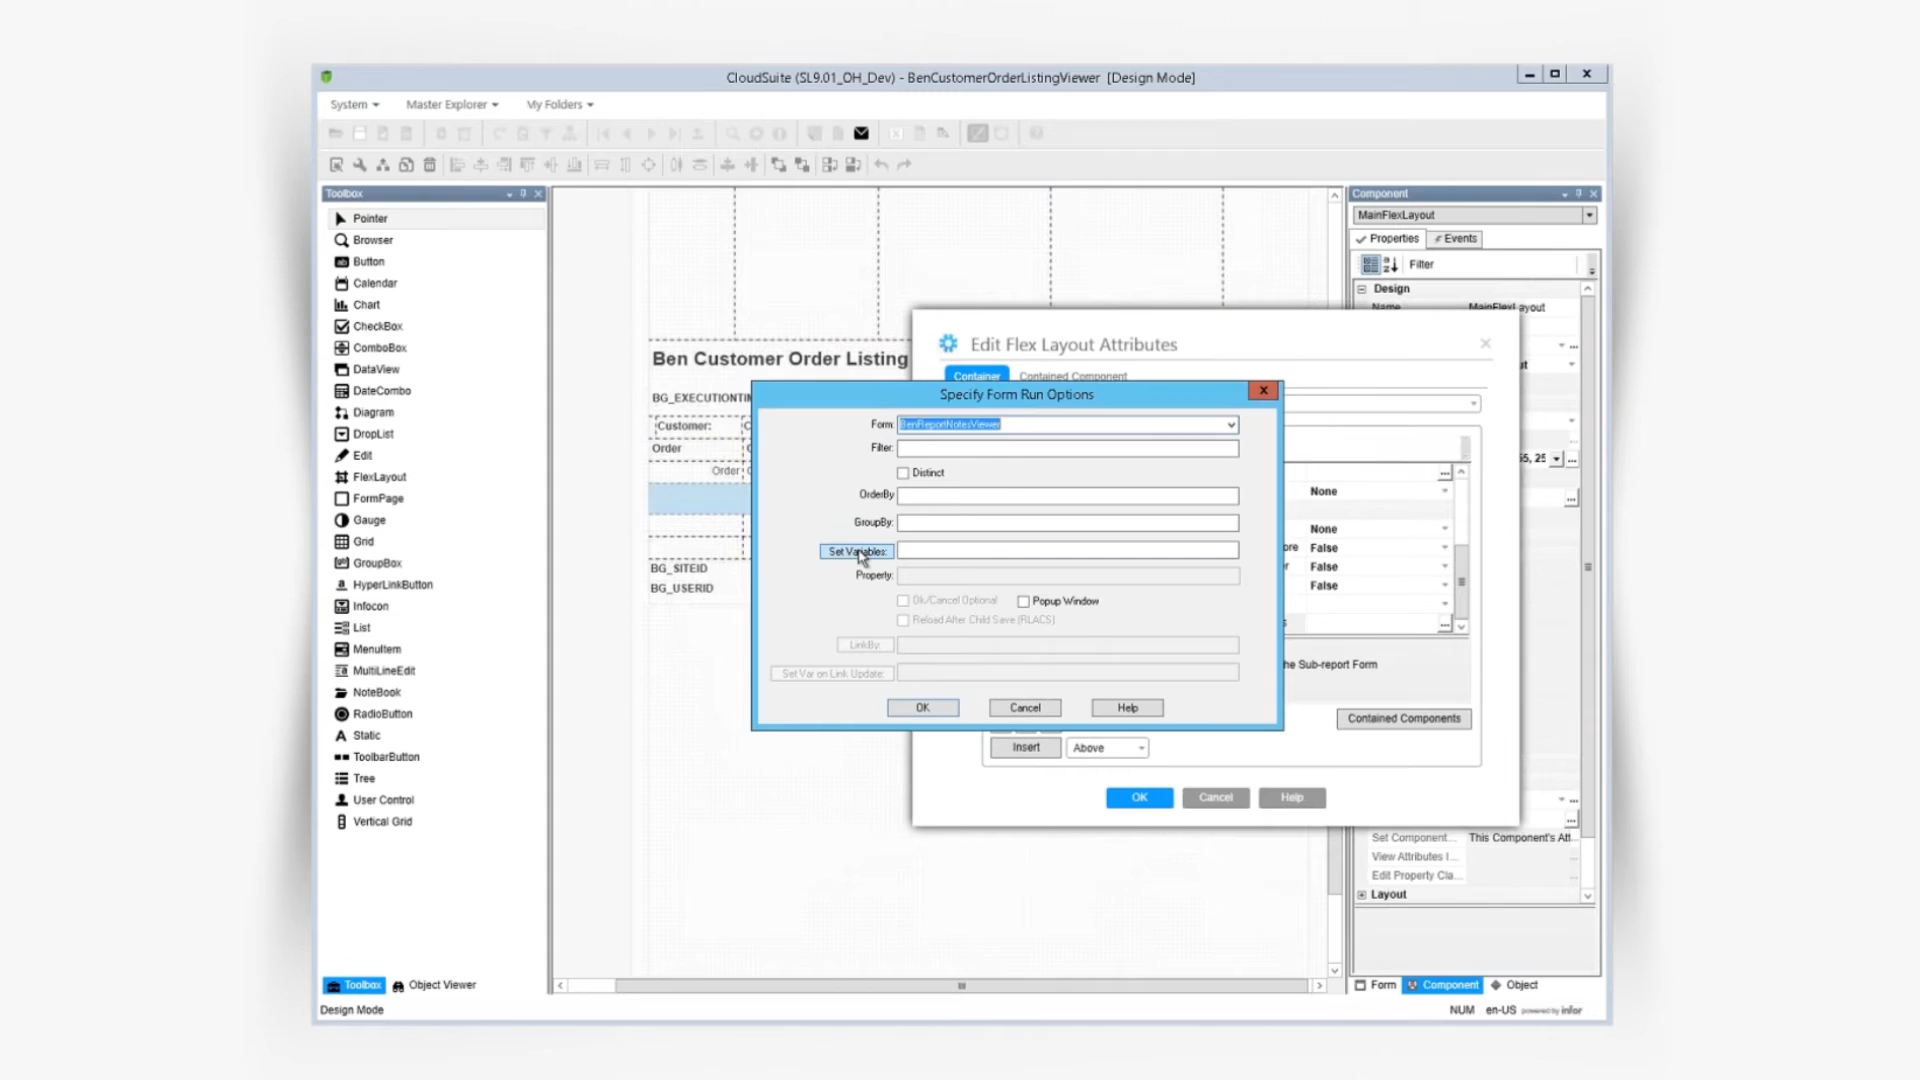 CloudSuite (SL9.01_OH_Dev) - BenCustomerOrderListingViewer [Design Mode]
System
Master Explorer
My Folders
Toolbox
Pointer
Browser
Button
Calendar
Chart
CheckBox
ComboBox
DataView
DateCombo
Diagram
DropList
Edit
FlexLayout
FormPage
Gauge
Grid
GroupBox
HyperLinkButton
Infocon
List
MenuItem
MultiLineEdit
NoteBook
RadioButton
Static
ToolbarButton
Tree
User Control
Vertical Grid
Toolbox
Object Viewer
Design Mode
Ben Customer Order Listing
BG_EXECUTIONTIM
Customer:
Order
Order
BG_SITEID
BG_USERID
Edit Flex Layout Attributes
Container
Contained Component
None
None
ore False
r False
False
he Sub-report Form
Contained Components
Insert
Above
OK
Cancel
Help
Specify Form Run Options
Form:
BenReportNotesViewer
Filter:
Distinct
OrderBy
GroupBy:
Set Variables:
Property:
Ok/Cancel Optional
Popup Window
Reload After Child Save (RLACS)
LinkBy:
Set Var on Link Update:
OK
Cancel
Help
Component
MainFlexLayout
Properties
Events
Filter
Design
Name
MainFlexLayout
ut
55, 25
Set Component...
This Component's Att...
View Attributes I...
Edit Property Cla...
Layout
Form
Component
Object
NUM
en-US
powered by infor